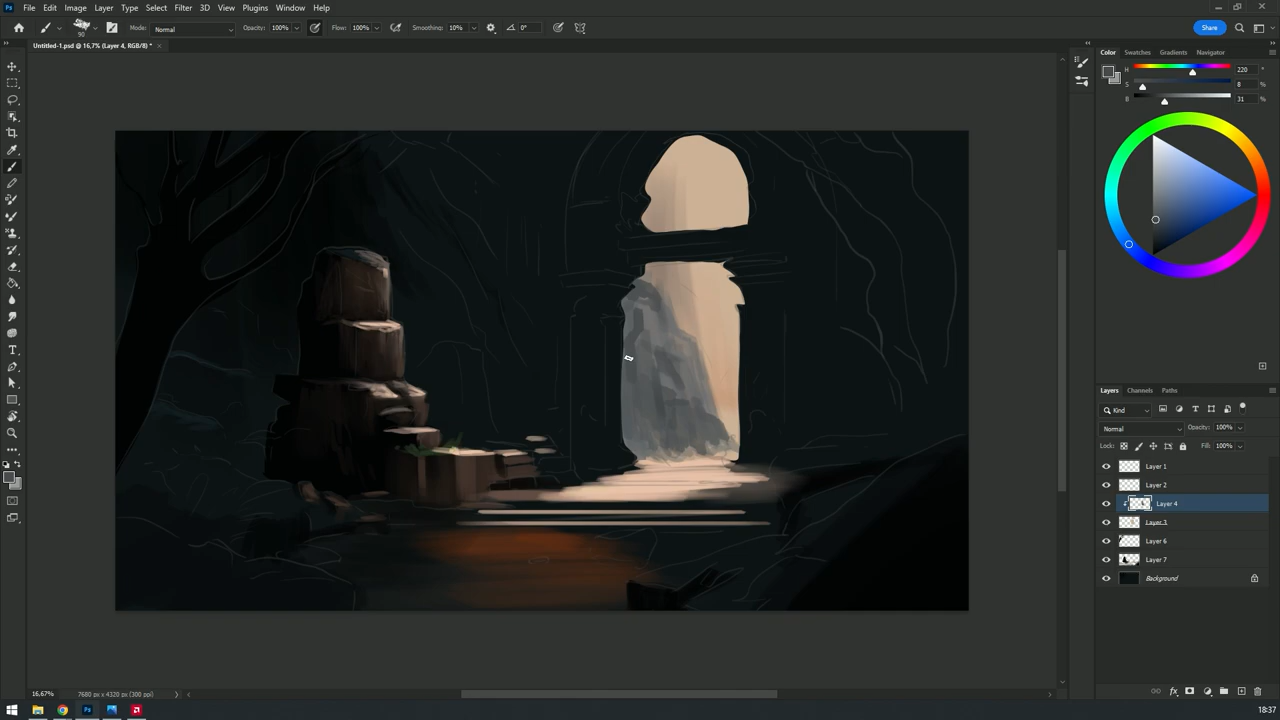 File Edit Image Layer Type Select Filter 3D View Plugins Window Help
90 Mode: Normal Opacity: 100% Flow: 100% Smoothing: 10% 0° Share
Untitled-1.psd @ 16,7% (Layer 4, RGB/8) *
Color Swatches Gradients Navigator
H 220 °
S 8 %
B 31 %
Layers Channels Paths
Kind
Normal Opacity: 100%
Lock: Fill: 100%
Layer 1
Layer 2
Layer 4
Layer 3
Layer 6
Layer 7
Background
16,67% 7680 px x 4320 px (300 ppi)
18:37